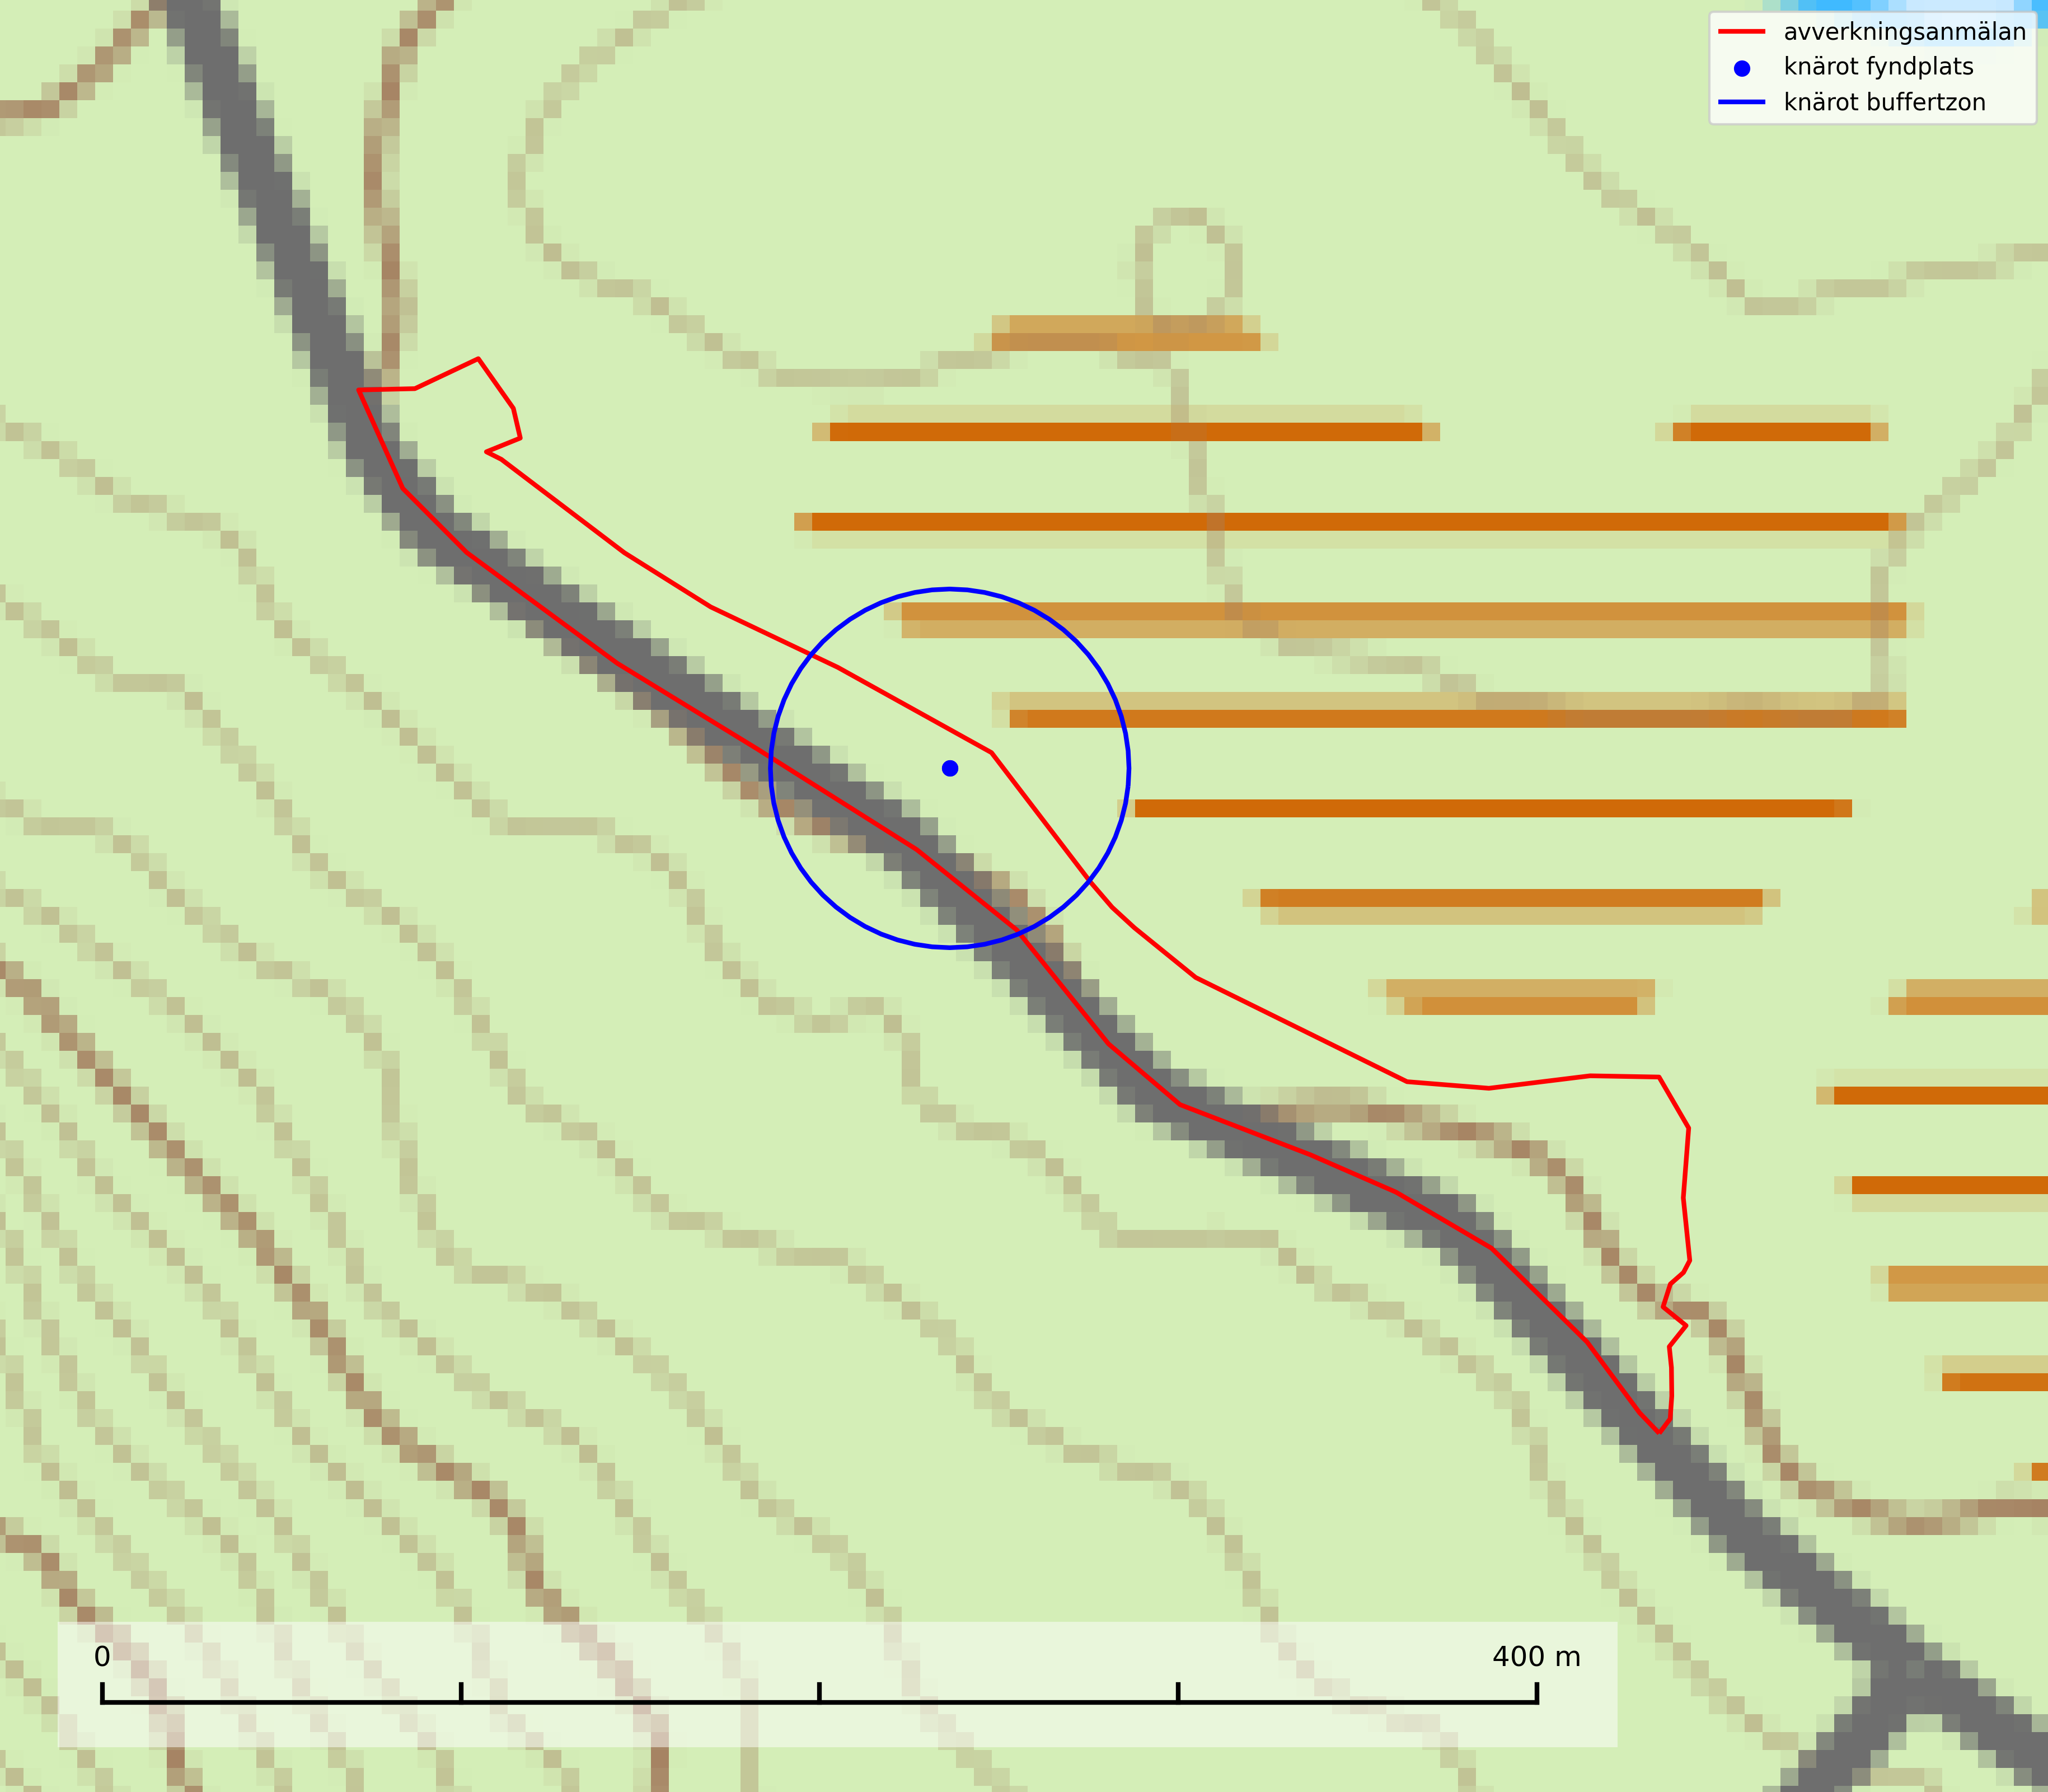 avverkningsanmälan
knärot fyndplats
knärot buffertzon
0 400 m